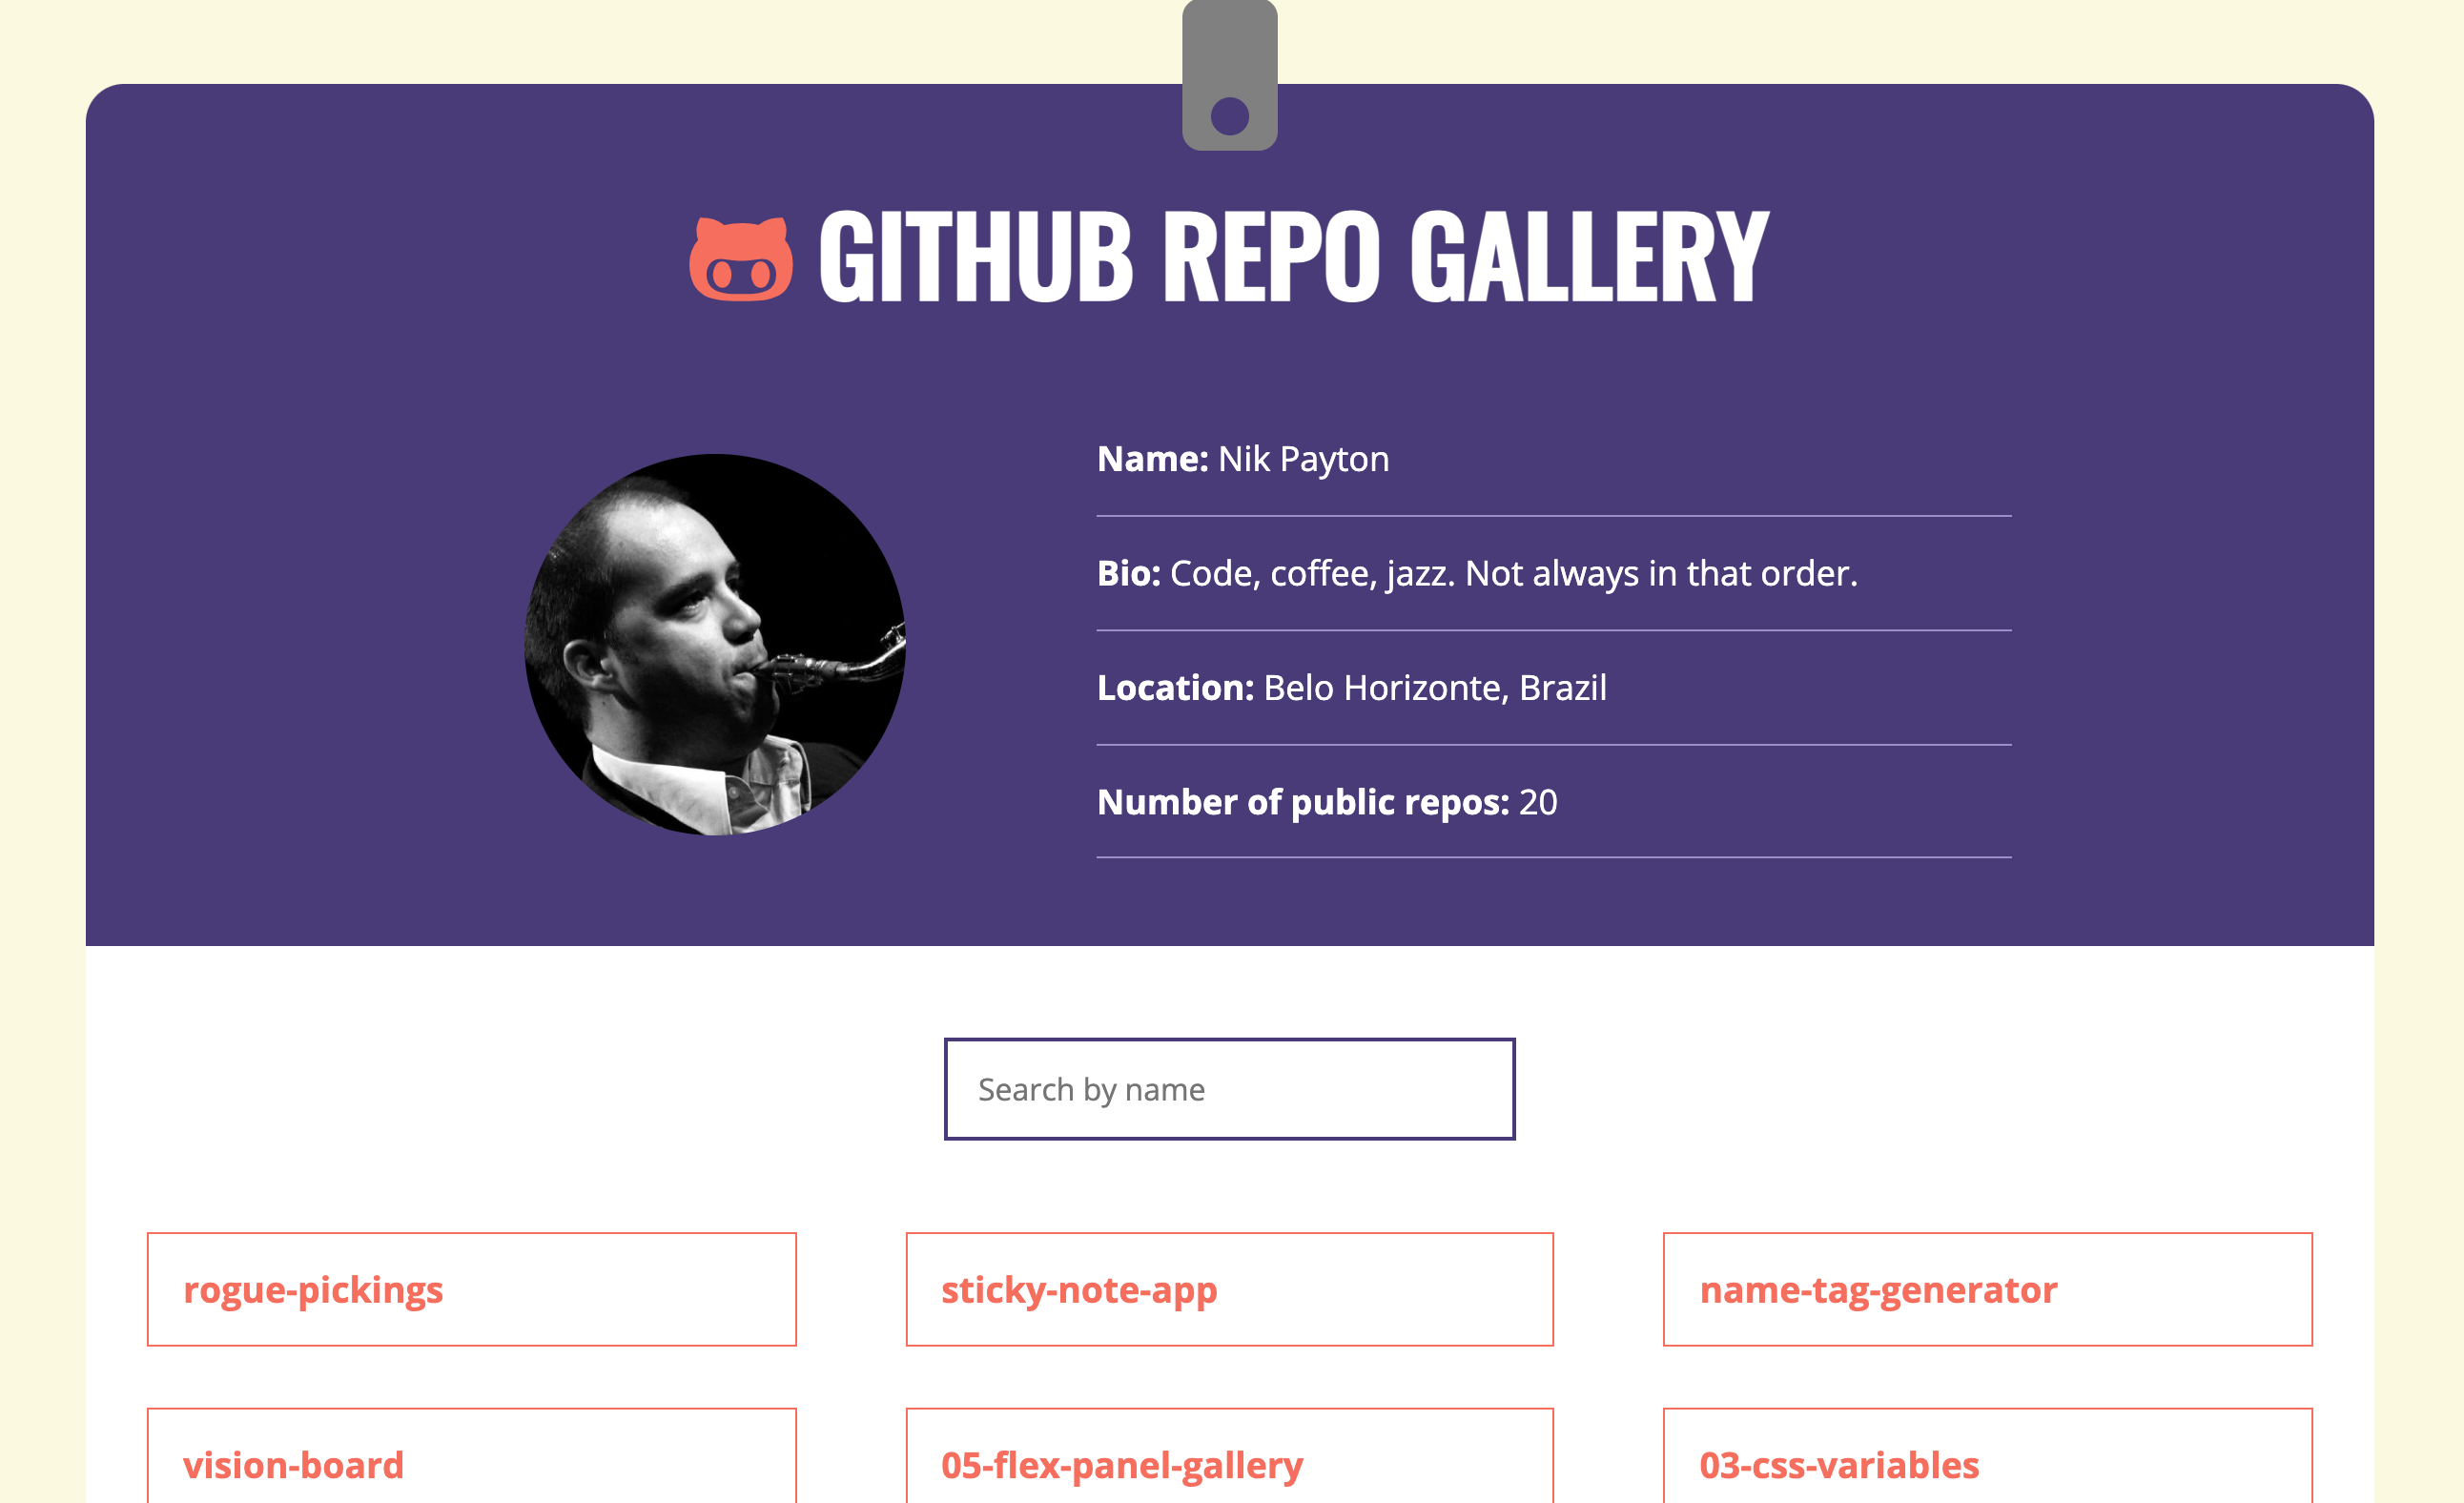 GITHUB REPO GALLERY
Name: Nik Payton
Bio: Code, coffee, jazz. Not always in that order.
Location: Belo Horizonte, Brazil
Number of public repos: 20
Search by name
rogue-pickings
sticky-note-app
name-tag-generator
vision-board
05-flex-panel-gallery
03-css-variables